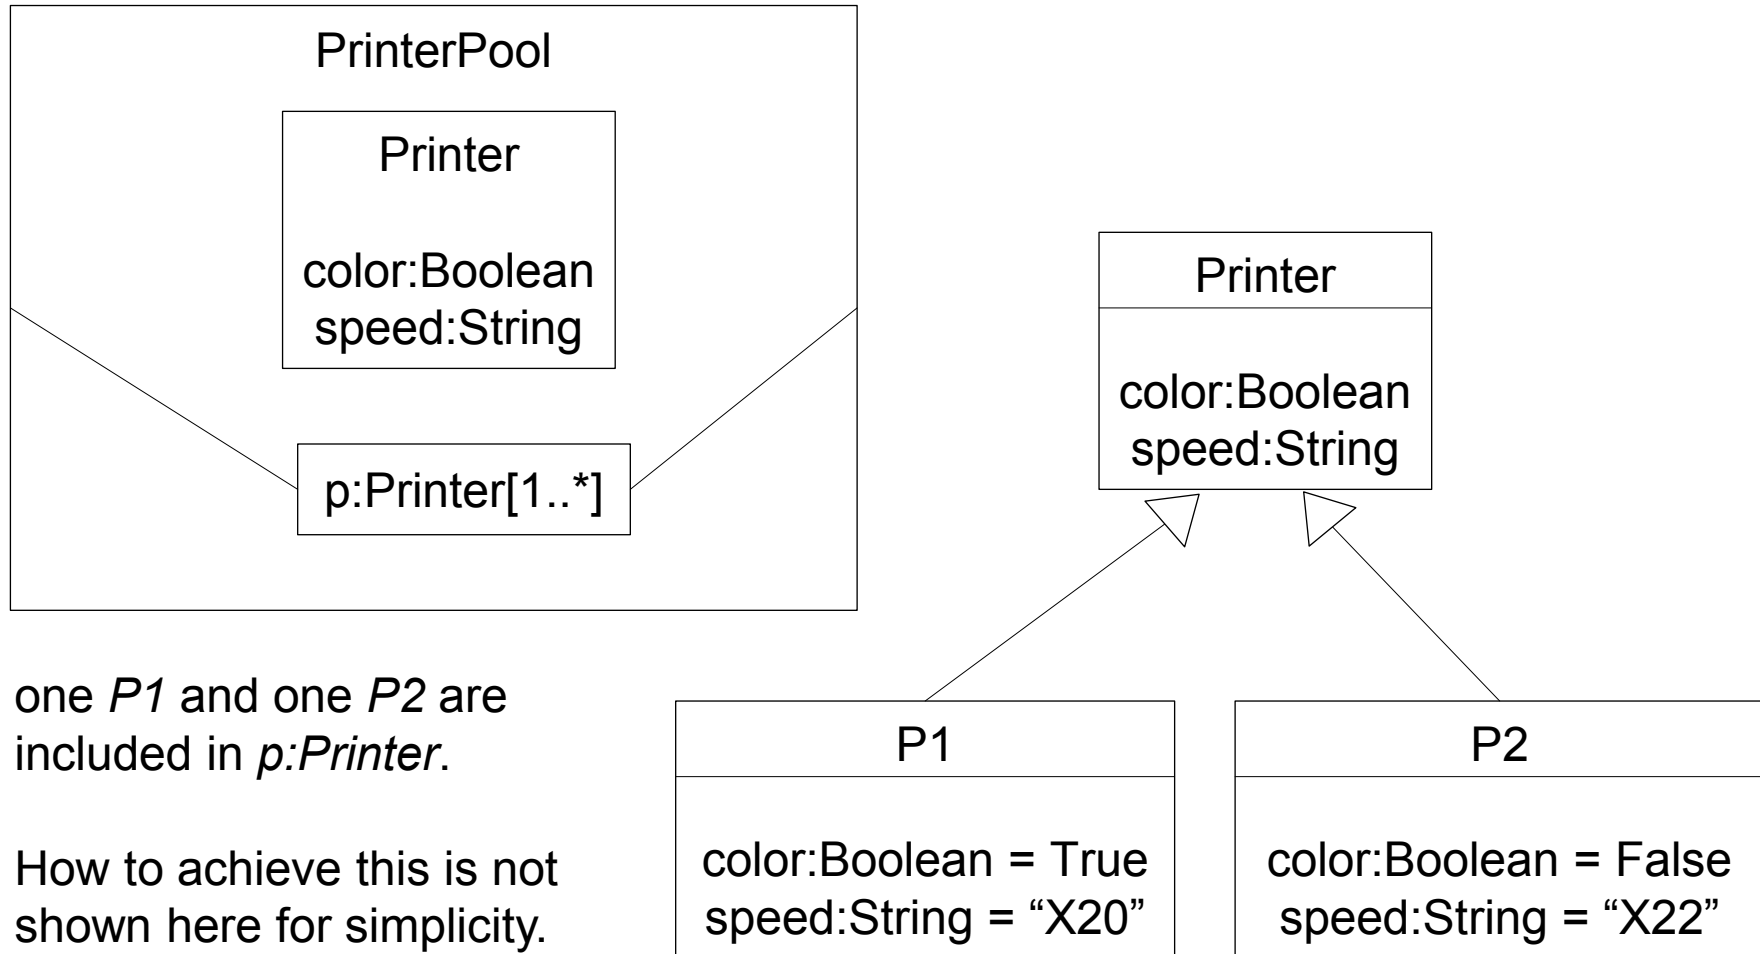 PrinterPool
Printer
color:Boolean
speed:String
p:Printer[1..*]
one P1 and one P2 are
included in p:Printer.
How to achieve this is not
shown here for simplicity.
Printer
color:Boolean
speed:String
P1
color:Boolean = True
speed:String = “X20”
P2
color:Boolean = False
speed:String = “X22”